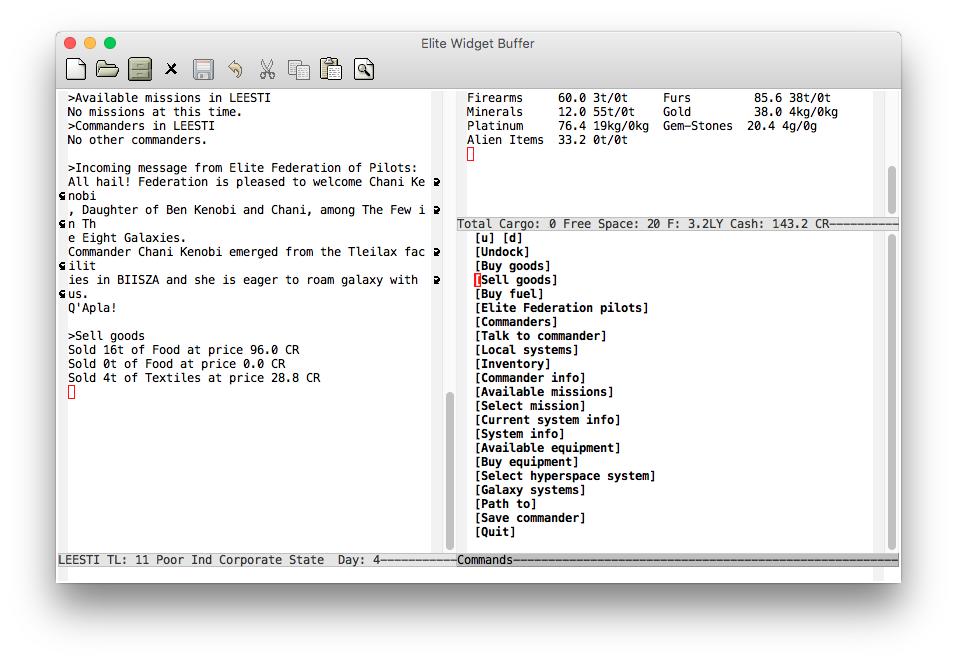 Elite Widget Buffer
>Available missions in LEESTI
No missions at this time.
>Commanders in LEESTI
No other commanders.
>Incoming message from Elite Federation of Pilots:
All hail! Federation is pleased to welcome Chani Ke
nobi
, Daughter of Ben Kenobi and Chani, among The Few i
n Th
e Eight Galaxies.
Commander Chani Kenobi emerged from the Tleilax fac
ilit
ies in BIISZA and she is eager to roam galaxy with
us.
Q'Apla!
>Sell goods
Sold 16t of Food at price 96.0 CR
Sold 0t of Food at price 0.0 CR
Sold 4t of Textiles at price 28.8 CR
LEESTI TL: 11 Poor Ind Corporate State  Day: 4-----------
Firearms     60.0 3t/0t     Furs         85.6 38t/0t
Minerals     12.0 55t/0t    Gold         38.0 4kg/0kg
Platinum     76.4 19kg/0kg  Gem-Stones  20.4 4g/0g
Alien Items  33.2 0t/0t
Total Cargo: 0 Free Space: 20 F: 3.2LY Cash: 143.2 CR----------
[u] [d]
[Undock]
[Buy goods]
[Sell goods]
[Buy fuel]
[Elite Federation pilots]
[Commanders]
[Talk to commander]
[Local systems]
[Inventory]
[Commander info]
[Available missions]
[Select mission]
[Current system info]
[System info]
[Available equipment]
[Buy equipment]
[Select hyperspace system]
[Galaxy systems]
[Path to]
[Save commander]
[Quit]
Commands-------------------------------------------------------